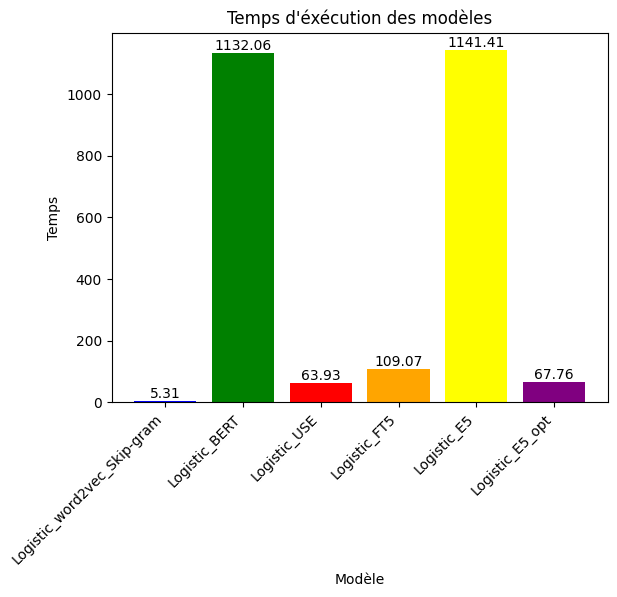 Temps d'éxécution des modèles
1132.06
1141.41
5.31
63.93
109.07
67.76
1000
800
600
400
200
0
Temps
Logistic_word2vec_Skip-gram
Logistic_BERT
Logistic_USE
Logistic_FT5
Logistic_E5
Logistic_E5_opt
Modèle